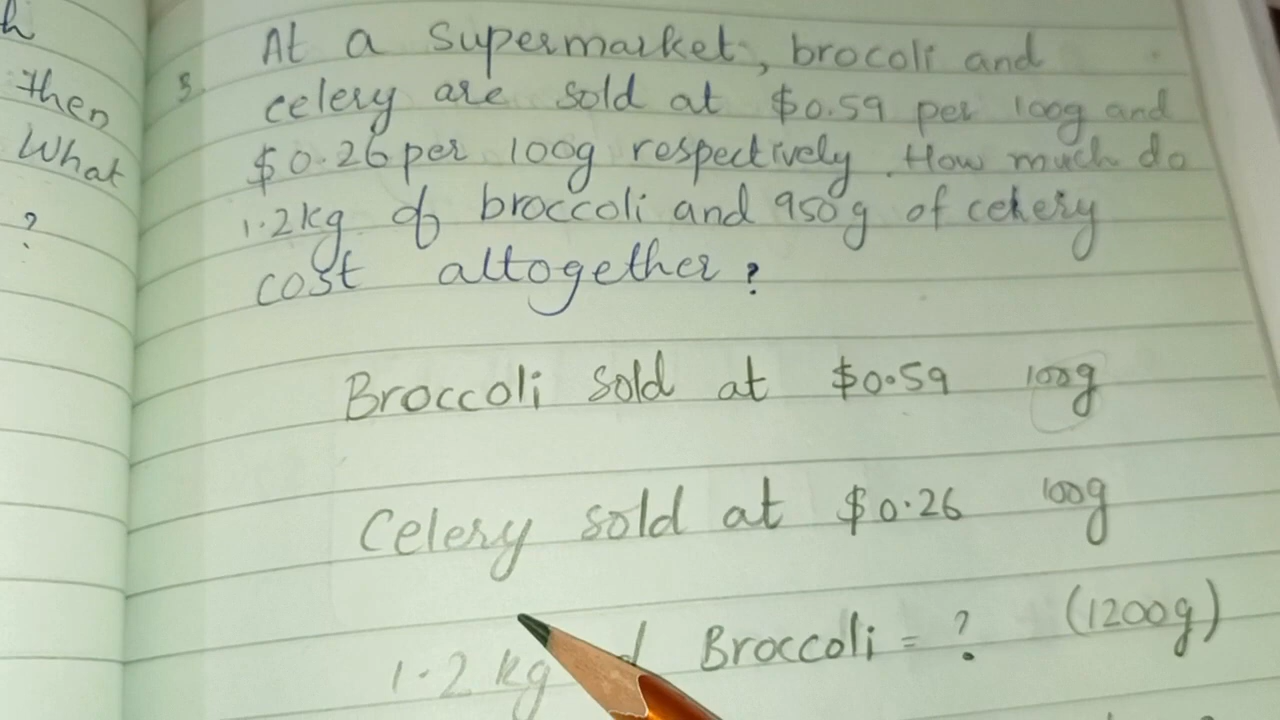 h
then
What
?
5. At a supermarket, brocoli and
celery are sold at $0.59 per 100g and
$0.26 per 100g respectively. How much do
1.2kg of broccoli and 950g of celery
cost altogether?
Broccoli sold at $0.59 100g
Celery sold at $0.26 100g
1.2 kg Broccoli = ? (1200g)